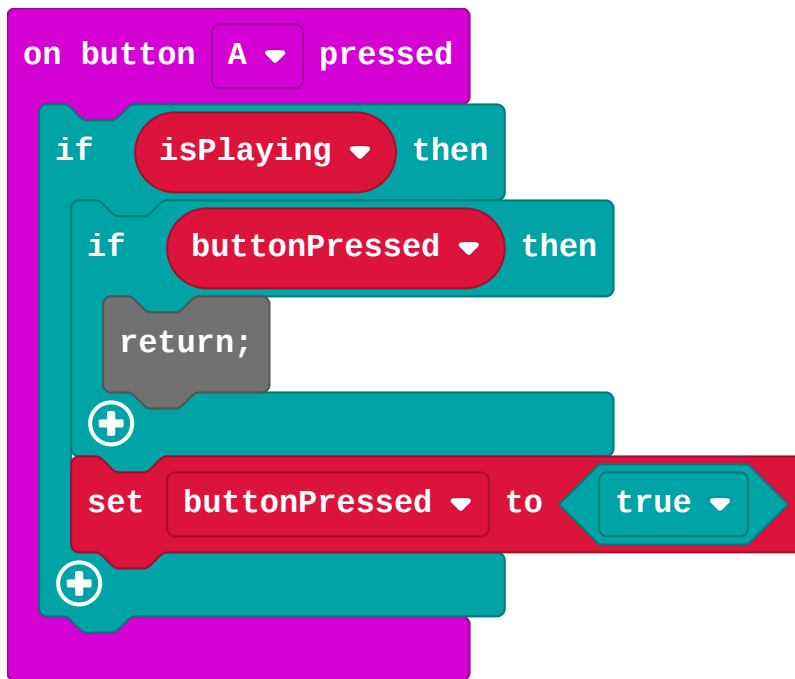 on button A pressed
if isPlaying then
if buttonPressed then
return;
set buttonPressed to true